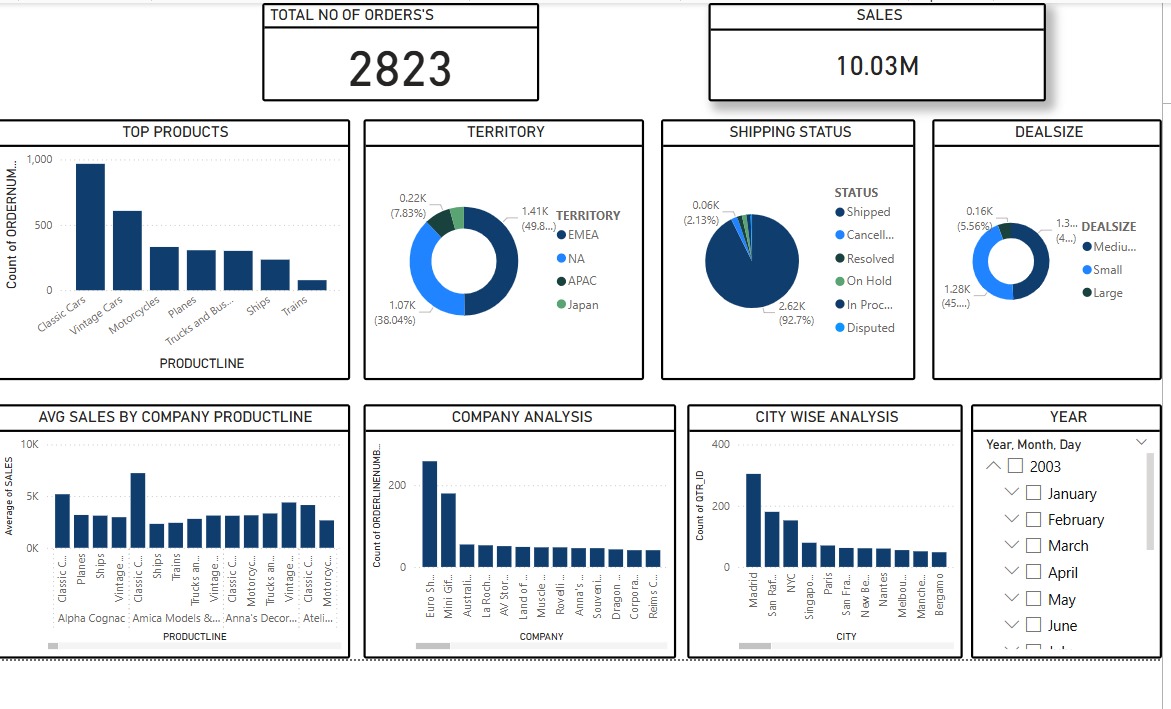 TOTAL NO OF ORDERS'S
2823
SALES
10.03M
TOP PRODUCTS
Count of ORDERNUM...
1,000
500
0
Classic Cars
Vintage Cars
Motorcycles
Planes
Trucks and Bus...
Ships
Trains
PRODUCTLINE
TERRITORY
0.22K
(7.83%)
1.41K
(49.8...)
1.07K
(38.04%)
TERRITORY
EMEA
NA
APAC
Japan
SHIPPING STATUS
0.06K
(2.13%)
2.62K
(92.7%)
STATUS
Shipped
Cancell...
Resolved
On Hold
In Proc...
Disputed
DEALSIZE
0.16K
(5.56%)
1.3...
(4...)
1.28K
(45....)
DEALSIZE
Mediu...
Small
Large
AVG SALES BY COMPANY PRODUCTLINE
Average of SALES
10K
5K
0K
Classic C...
Planes
Ships
Vintage ...
Classic C...
Ships
Trains
Trucks an...
Vintage ...
Classic C...
Motorcyc...
Trucks an...
Vintage ...
Classic C...
Motorcyc...
Alpha Cognac
Amica Models &...
Anna's Decor...
Ateli...
PRODUCTLINE
COMPANY ANALYSIS
Count of ORDERLINENUMB...
200
0
Euro Sh...
Mini Gif...
Australi...
La Roch...
AV Stor...
Land of ...
Muscle ...
Rovelli ...
Anna's ...
Souveni...
Dragon ...
Corpora...
Reims C...
COMPANY
CITY WISE ANALYSIS
Count of QTR_ID
400
200
0
Madrid
San Raf...
NYC
Singapo...
Paris
San Fra...
New Be...
Nantes
Melbou...
Manche...
Bergamo
CITY
YEAR
Year, Month, Day
2003
January
February
March
April
May
June